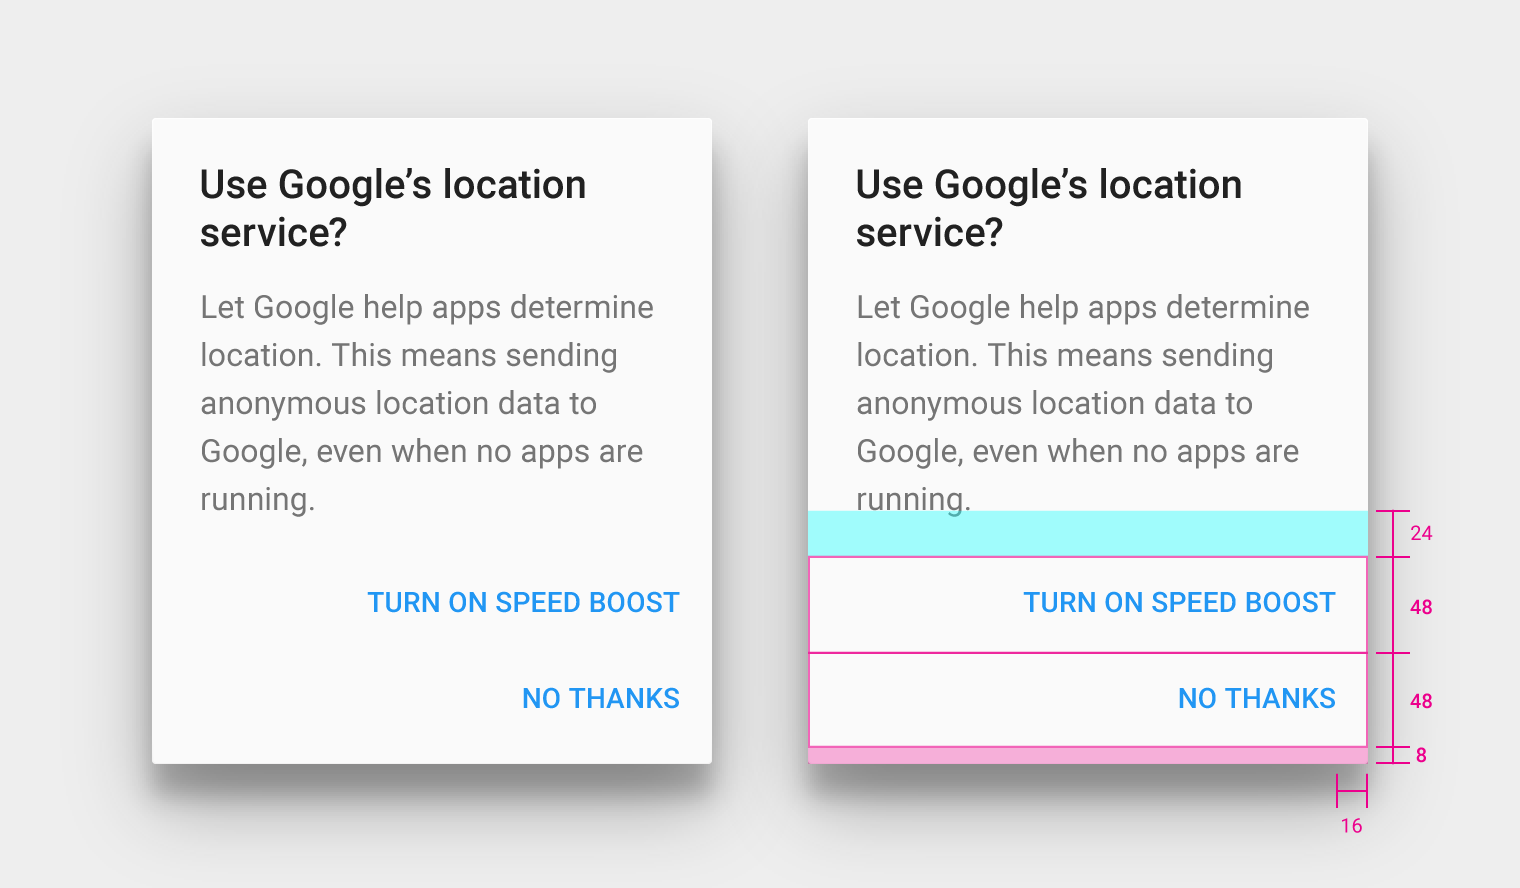 Use Google’s location
service?
Let Google help apps determine
location. This means sending
anonymous location data to
Google, even when no apps are
running.
TURN ON SPEED BOOST
NO THANKS
Use Google’s location
service?
Let Google help apps determine
location. This means sending
anonymous location data to
Google, even when no apps are
running.
TURN ON SPEED BOOST
NO THANKS
24
48
48
8
16